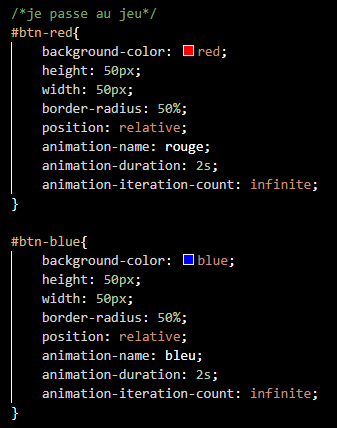 /*je passe au jeu*/
#btn-red{
background-color: red;
height: 50px;
width: 50px;
border-radius: 50%;
position: relative;
animation-name: rouge;
animation-duration: 2s;
animation-iteration-count: infinite;
}
#btn-blue{
background-color: blue;
height: 50px;
width: 50px;
border-radius: 50%;
position: relative;
animation-name: bleu;
animation-duration: 2s;
animation-iteration-count: infinite;
}